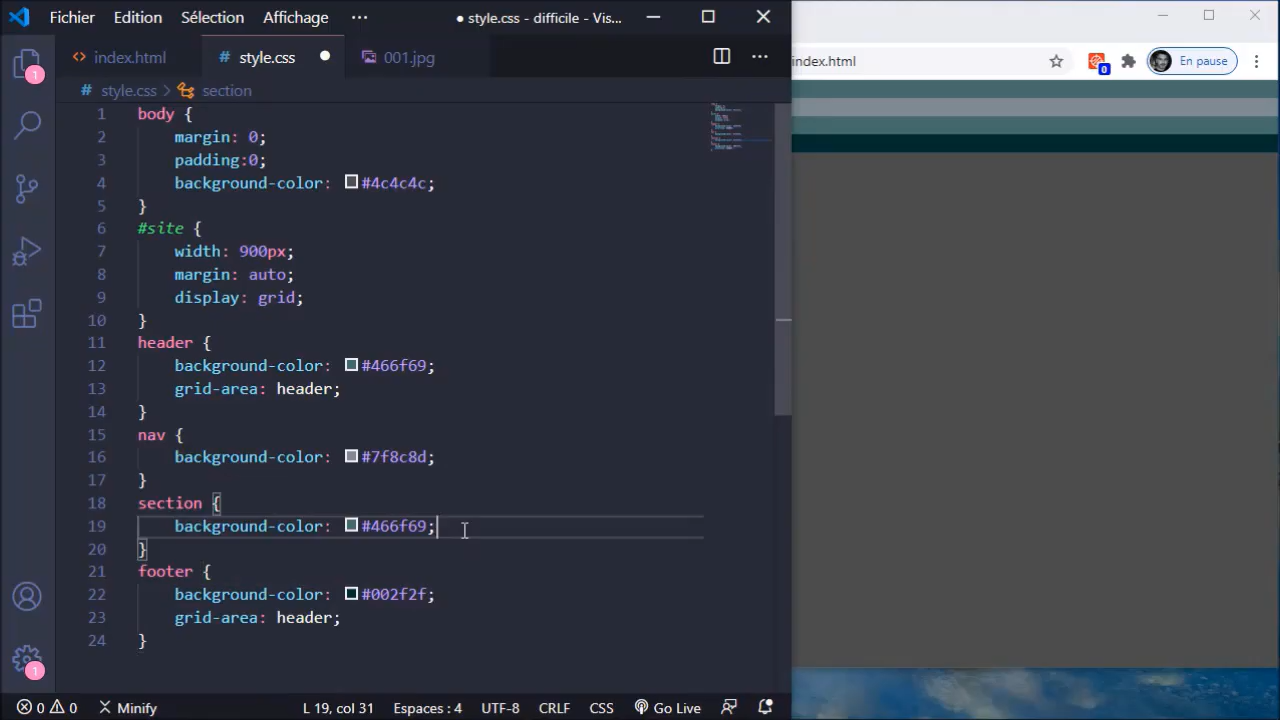 Fichier Edition Sélection Affichage ··· ● style.css - difficile - Vis...
index.html
<> index.html # style.css ● 001.jpg ···
En pause
0
1
# style.css > section
1 body {
2 margin: 0;
3 padding:0;
4 background-color: #4c4c4c;
5 }
6 #site {
7 width: 900px;
8 margin: auto;
9 display: grid;
10 }
11 header {
12 background-color: #466f69;
13 grid-area: header;
14 }
15 nav {
16 background-color: #7f8c8d;
17 }
18 section {
19 background-color: #466f69;
20 }
21 footer {
22 background-color: #002f2f;
23 grid-area: header;
24 }
1
0 0 Minify L 19, col 31 Espaces : 4 UTF-8 CRLF CSS Go Live